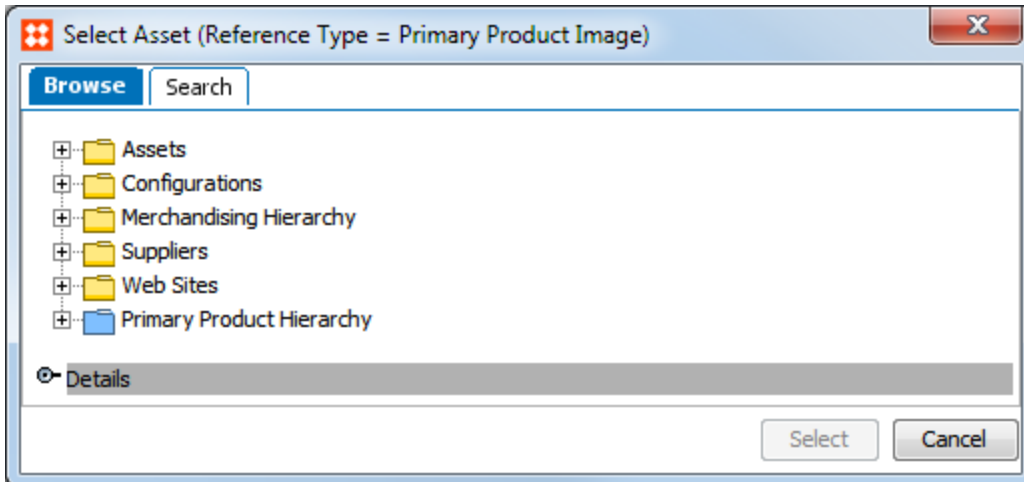 Select Asset (Reference Type = Primary Product Image)
Browse Search
Assets
Configurations
Merchandising Hierarchy
Suppliers
Web Sites
Primary Product Hierarchy
Details
Select Cancel